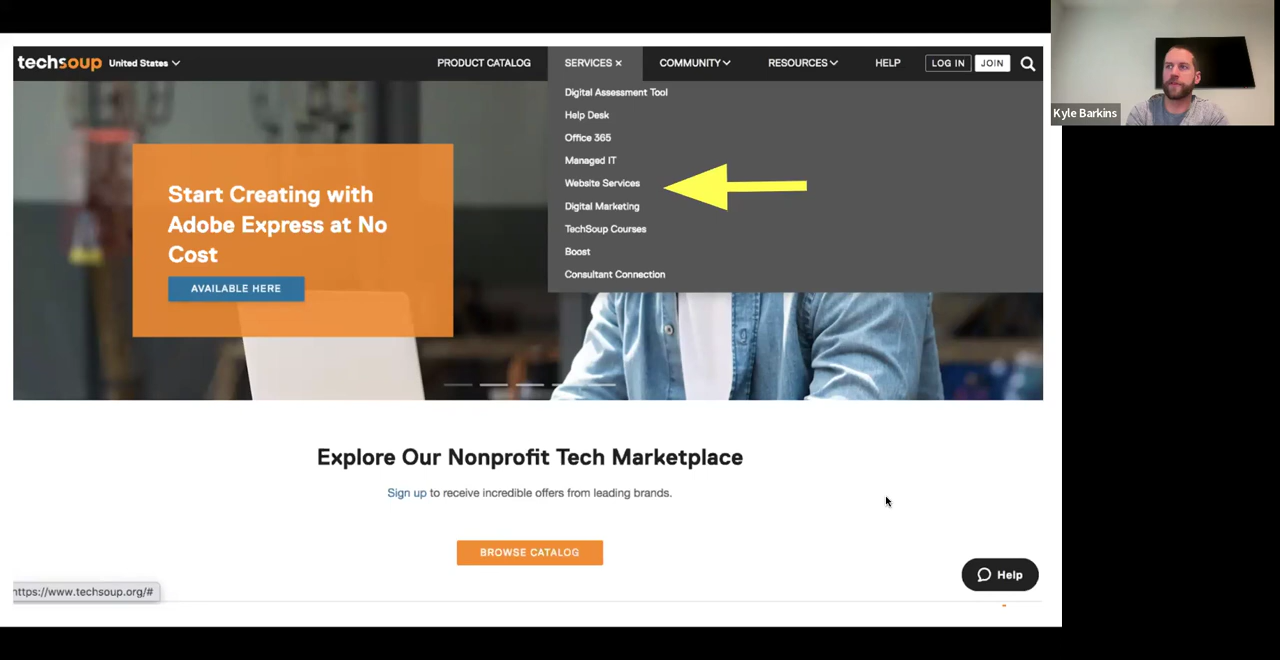 techsoup United States PRODUCT CATALOG SERVICES × COMMUNITY RESOURCES HELP LOG IN JOIN
Kyle Barkins
Digital Assessment Tool
Help Desk
Office 365
Managed IT
Website Services
Digital Marketing
TechSoup Courses
Boost
Consultant Connection
Start Creating with
Adobe Express at No
Cost
AVAILABLE HERE
Explore Our Nonprofit Tech Marketplace
Sign up to receive incredible offers from leading brands.
BROWSE CATALOG
Help
https://www.techsoup.org/#